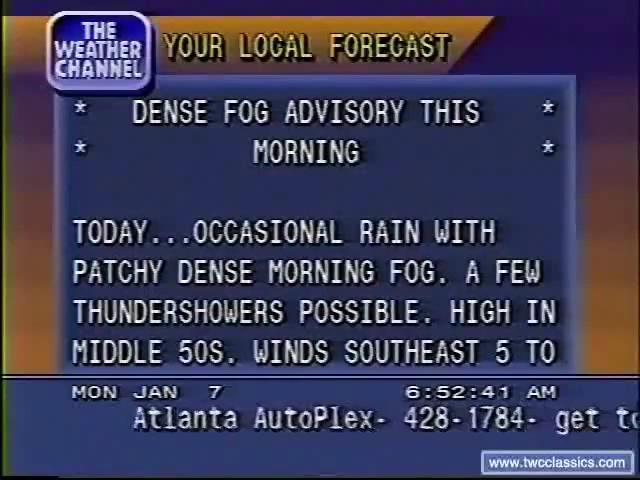 THE
WEATHER
CHANNEL
YOUR LOCAL FORECAST
* DENSE FOG ADVISORY THIS *
* MORNING *
TODAY...OCCASIONAL RAIN WITH
PATCHY DENSE MORNING FOG. A FEW
THUNDERSHOWERS POSSIBLE. HIGH IN
MIDDLE 50S. WINDS SOUTHEAST 5 TO
MON JAN 7 6:52:41 AM
Atlanta AutoPlex- 428-1784- get to
www.twcclassics.com